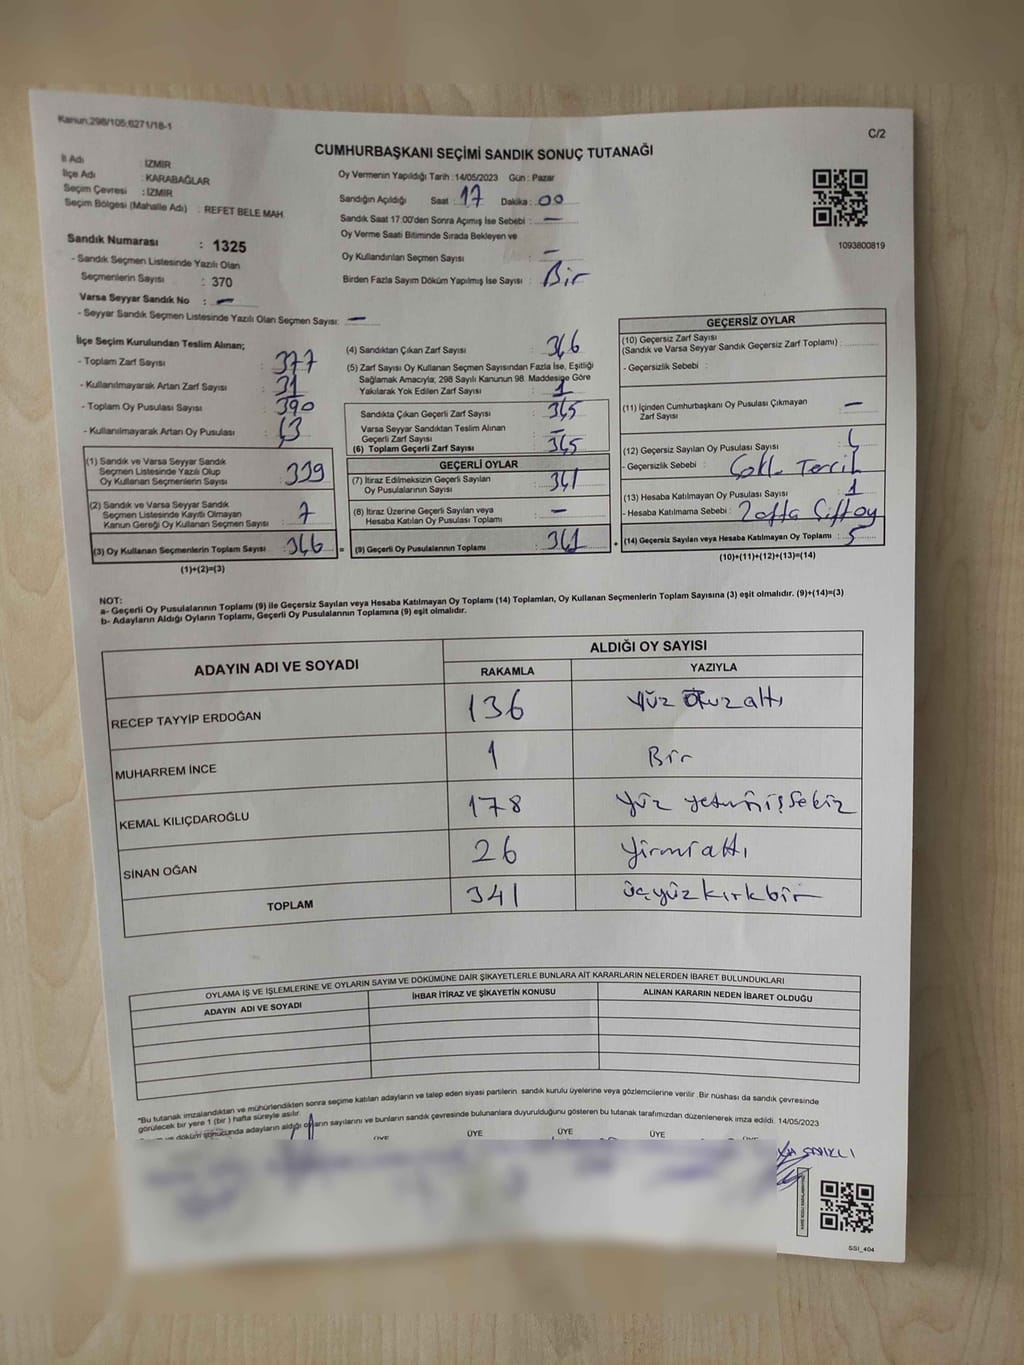 Kanun:298/105;6271/18-1
C/2
CUMHURBAŞKANI SEÇİMİ SANDIK SONUÇ TUTANAĞI
İl Adı : İZMİR
İlçe Adı : KARABAĞLAR
Seçim Çevresi : İZMİR
Seçim Bölgesi (Mahalle Adı) : REFET BELE MAH.
Sandık Numarası : 1325
- Sandık Seçmen Listesinde Yazılı Olan
Seçmenlerin Sayısı : 370
Varsa Seyyar Sandık No : -
- Seyyar Sandık Seçmen Listesinde Yazılı Olan Seçmen Sayısı: -
Oy Vermenin Yapıldığı Tarih : 14/05/2023 Gün : Pazar
Sandığın Açıldığı Saat : 17 Dakika : 00
Sandık Saat 17:00'den Sonra Açımış İse Sebebi : -
Oy Verme Saati Bitiminde Sırada Bekleyen ve
Oy Kullandırılan Seçmen Sayısı : -
Birden Fazla Sayım Döküm Yapılmış İse Sayısı : Bir
1093800819
İlçe Seçim Kurulundan Teslim Alınan;
- Toplam Zarf Sayısı : 377
- Kullanılmayarak Artan Zarf Sayısı : 31
- Toplam Oy Pusulası Sayısı : 390
- Kullanılmayarak Artan Oy Pusulası :
(1) Sandık ve Varsa Seyyar Sandık
Seçmen Listesinde Yazılı Olup
Oy Kullanan Seçmenlerin Sayısı : 339
(2) Sandık ve Varsa Seyyar Sandık
Seçmen Listesinde Kayıtlı Olmayan
Kanun Gereği Oy Kullanan Seçmen Sayısı : 7
(3) Oy Kullanan Seçmenlerin Toplam Sayısı : 346 =
(1)+(2)=(3)
(4) Sandıktan Çıkan Zarf Sayısı : 346
(5) Zarf Sayısı Oy Kullanan Seçmen Sayısından Fazla İse, Eşitliği
Sağlamak Amacıyla; 298 Sayılı Kanunun 98. Maddesine Göre
Yakılarak Yok Edilen Zarf Sayısı : 1
Sandıkta Çıkan Geçerli Zarf Sayısı : 345
Varsa Seyyar Sandıktan Teslim Alınan
Geçerli Zarf Sayısı : -
(6) Toplam Geçerli Zarf Sayısı : 345
GEÇERLİ OYLAR
(7) İtiraz Edilmeksizin Geçerli Sayılan
Oy Pusulalarının Sayısı : 341
(8) İtiraz Üzerine Geçerli Sayılan veya
Hesaba Katılan Oy Pusulası Toplamı : -
(9) Geçerli Oy Pusulalarının Toplamı : 341 +
GEÇERSİZ OYLAR
(10) Geçersiz Zarf Sayısı
(Sandık ve Varsa Seyyar Sandık Geçersiz Zarf Toplamı) :
- Geçersizlik Sebebi :
(11) İçinden Cumhurbaşkanı Oy Pusulası Çıkmayan
Zarf Sayısı : -
(12) Geçersiz Sayılan Oy Pusulası Sayısı :
- Geçersizlik Sebebi : Çoklu Tercih
(13) Hesaba Katılmayan Oy Pusulası Sayısı : 1
- Hesaba Katılmama Sebebi : Zarfta Çift oy
(14) Geçersiz Sayılan veya Hesaba Katılmayan Oy Toplamı : 5
(10)+(11)+(12)+(13)=(14)
NOT:
a- Geçerli Oy Pusulalarının Toplamı (9) ile Geçersiz Sayılan veya Hesaba Katılmayan Oy Toplamı (14) Toplamları, Oy Kullanan Seçmenlerin Toplam Sayısına (3) eşit olmalıdır. (9)+(14)=(3)
b- Adayların Aldığı Oyların Toplamı, Geçerli Oy Pusulalarının Toplamına (9) eşit olmalıdır.
ADAYIN ADI VE SOYADI
ALDIĞI OY SAYISI
RAKAMLA YAZIYLA
RECEP TAYYİP ERDOĞAN 136 Yüz otuz altı
MUHARREM İNCE 1 Bir
KEMAL KILIÇDAROĞLU 178 Yüz yetmiş sekiz
SİNAN OĞAN 26 Yirmi altı
TOPLAM 341 üçyüz kırk bir
OYLAMA İŞ VE İŞLEMLERİNE VE OYLARIN SAYIM VE DÖKÜMÜNE DAİR ŞİKAYETLERLE BUNLARA AİT KARARLARIN NELERDEN İBARET BULUNDUKLARI
ADAYIN ADI VE SOYADI İHBAR İTİRAZ VE ŞİKAYETİN KONUSU ALINAN KARARIN NEDEN İBARET OLDUĞU
"Bu tutanak imzalandıktan ve mühürlendikten sonra seçime katılan adayların ve talep eden siyasi partilerin, sandık kurulu üyelerine veya gözlemcilerine verilir. Bir nüshası da sandık çevresinde
görülecek bir yere 1 (bir) hafta süreyle asılır.
ve döküm sonucunda adayların aldığı oyların sayılarını ve bunların sandık çevresinde bulunanlara duyurulduğunu gösteren bu tutanak tarafımızdan düzenlenerek imza edildi. 14/05/2023
ÜYE ÜYE ÜYE ÜYE ÜYE
SSI_404